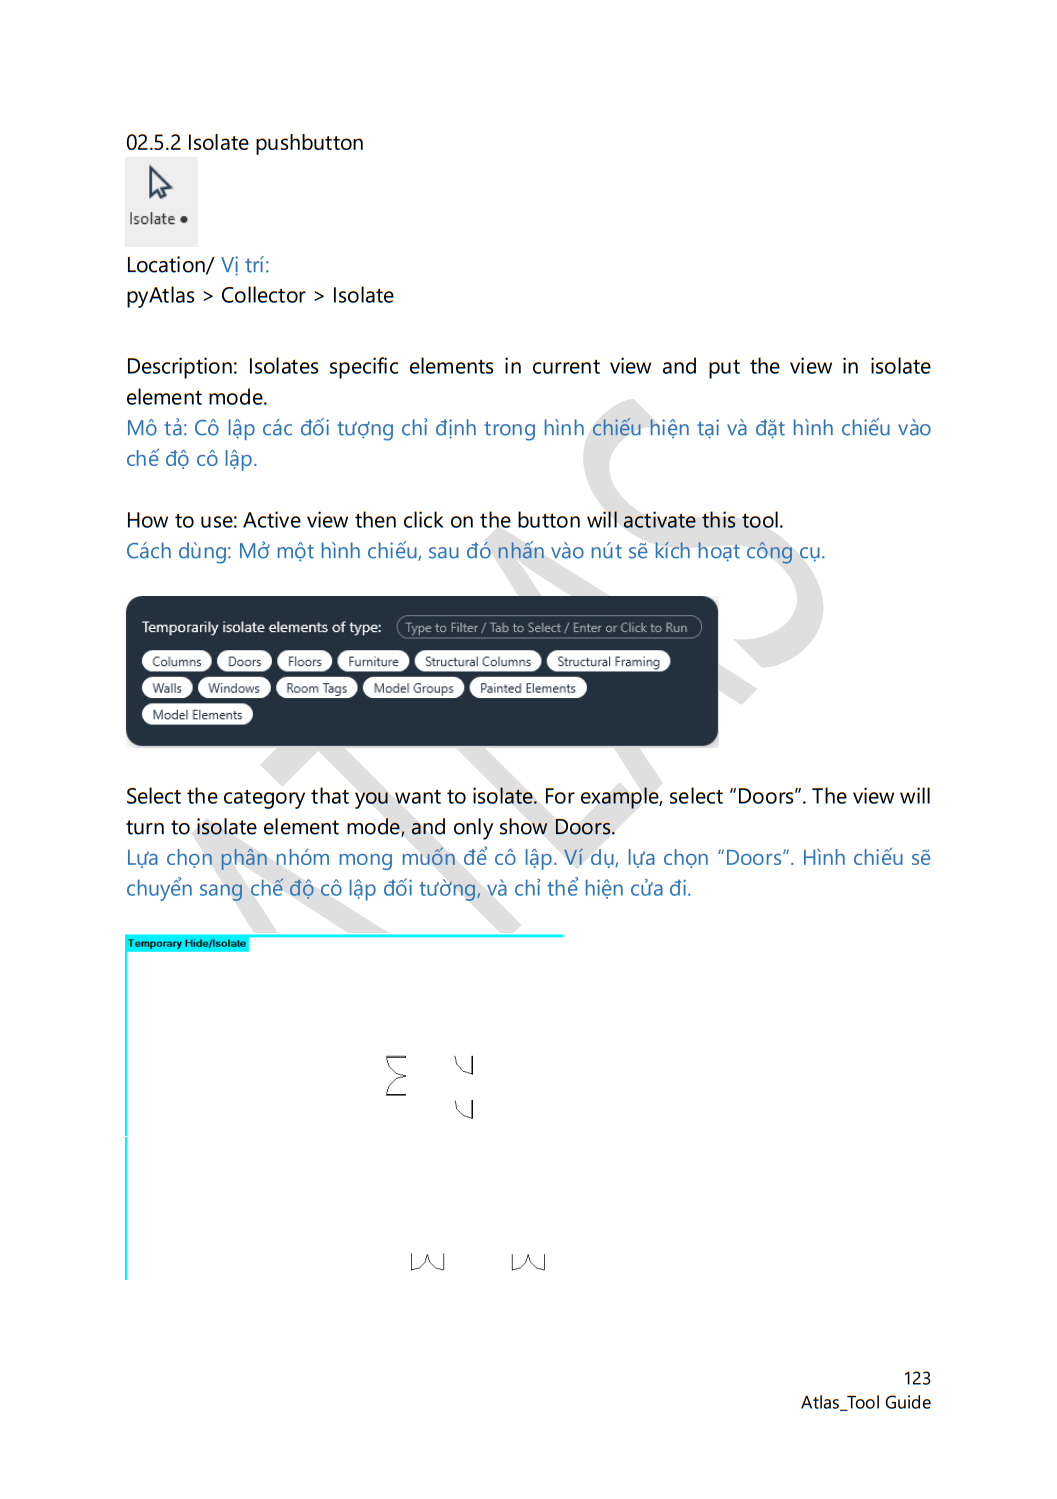 02.5.2 Isolate pushbutton
Isolate •
Location/ Vị trí:
pyAtlas > Collector > Isolate
Description: Isolates specific elements in current view and put the view in isolate
element mode.
Mô tả: Cô lập các đối tượng chỉ định trong hình chiếu hiện tại và đặt hình chiếu vào
chế độ cô lập.
How to use: Active view then click on the button will activate this tool.
Cách dùng: Mở một hình chiếu, sau đó nhấn vào nút sẽ kích hoạt công cụ.
Temporarily isolate elements of type: Type to Filter / Tab to Select / Enter or Click to Run
Columns Doors Floors Furniture Structural Columns Structural Framing
Walls Windows Room Tags Model Groups Painted Elements
Model Elements
Select the category that you want to isolate. For example, select “Doors”. The view will
turn to isolate element mode, and only show Doors.
Lựa chọn phân nhóm mong muốn để cô lập. Ví dụ, lựa chọn “Doors”. Hình chiếu sẽ
chuyển sang chế độ cô lập đối tường, và chỉ thể hiện cửa đi.
Temporary Hide/Isolate
ATLAS
123
Atlas_Tool Guide